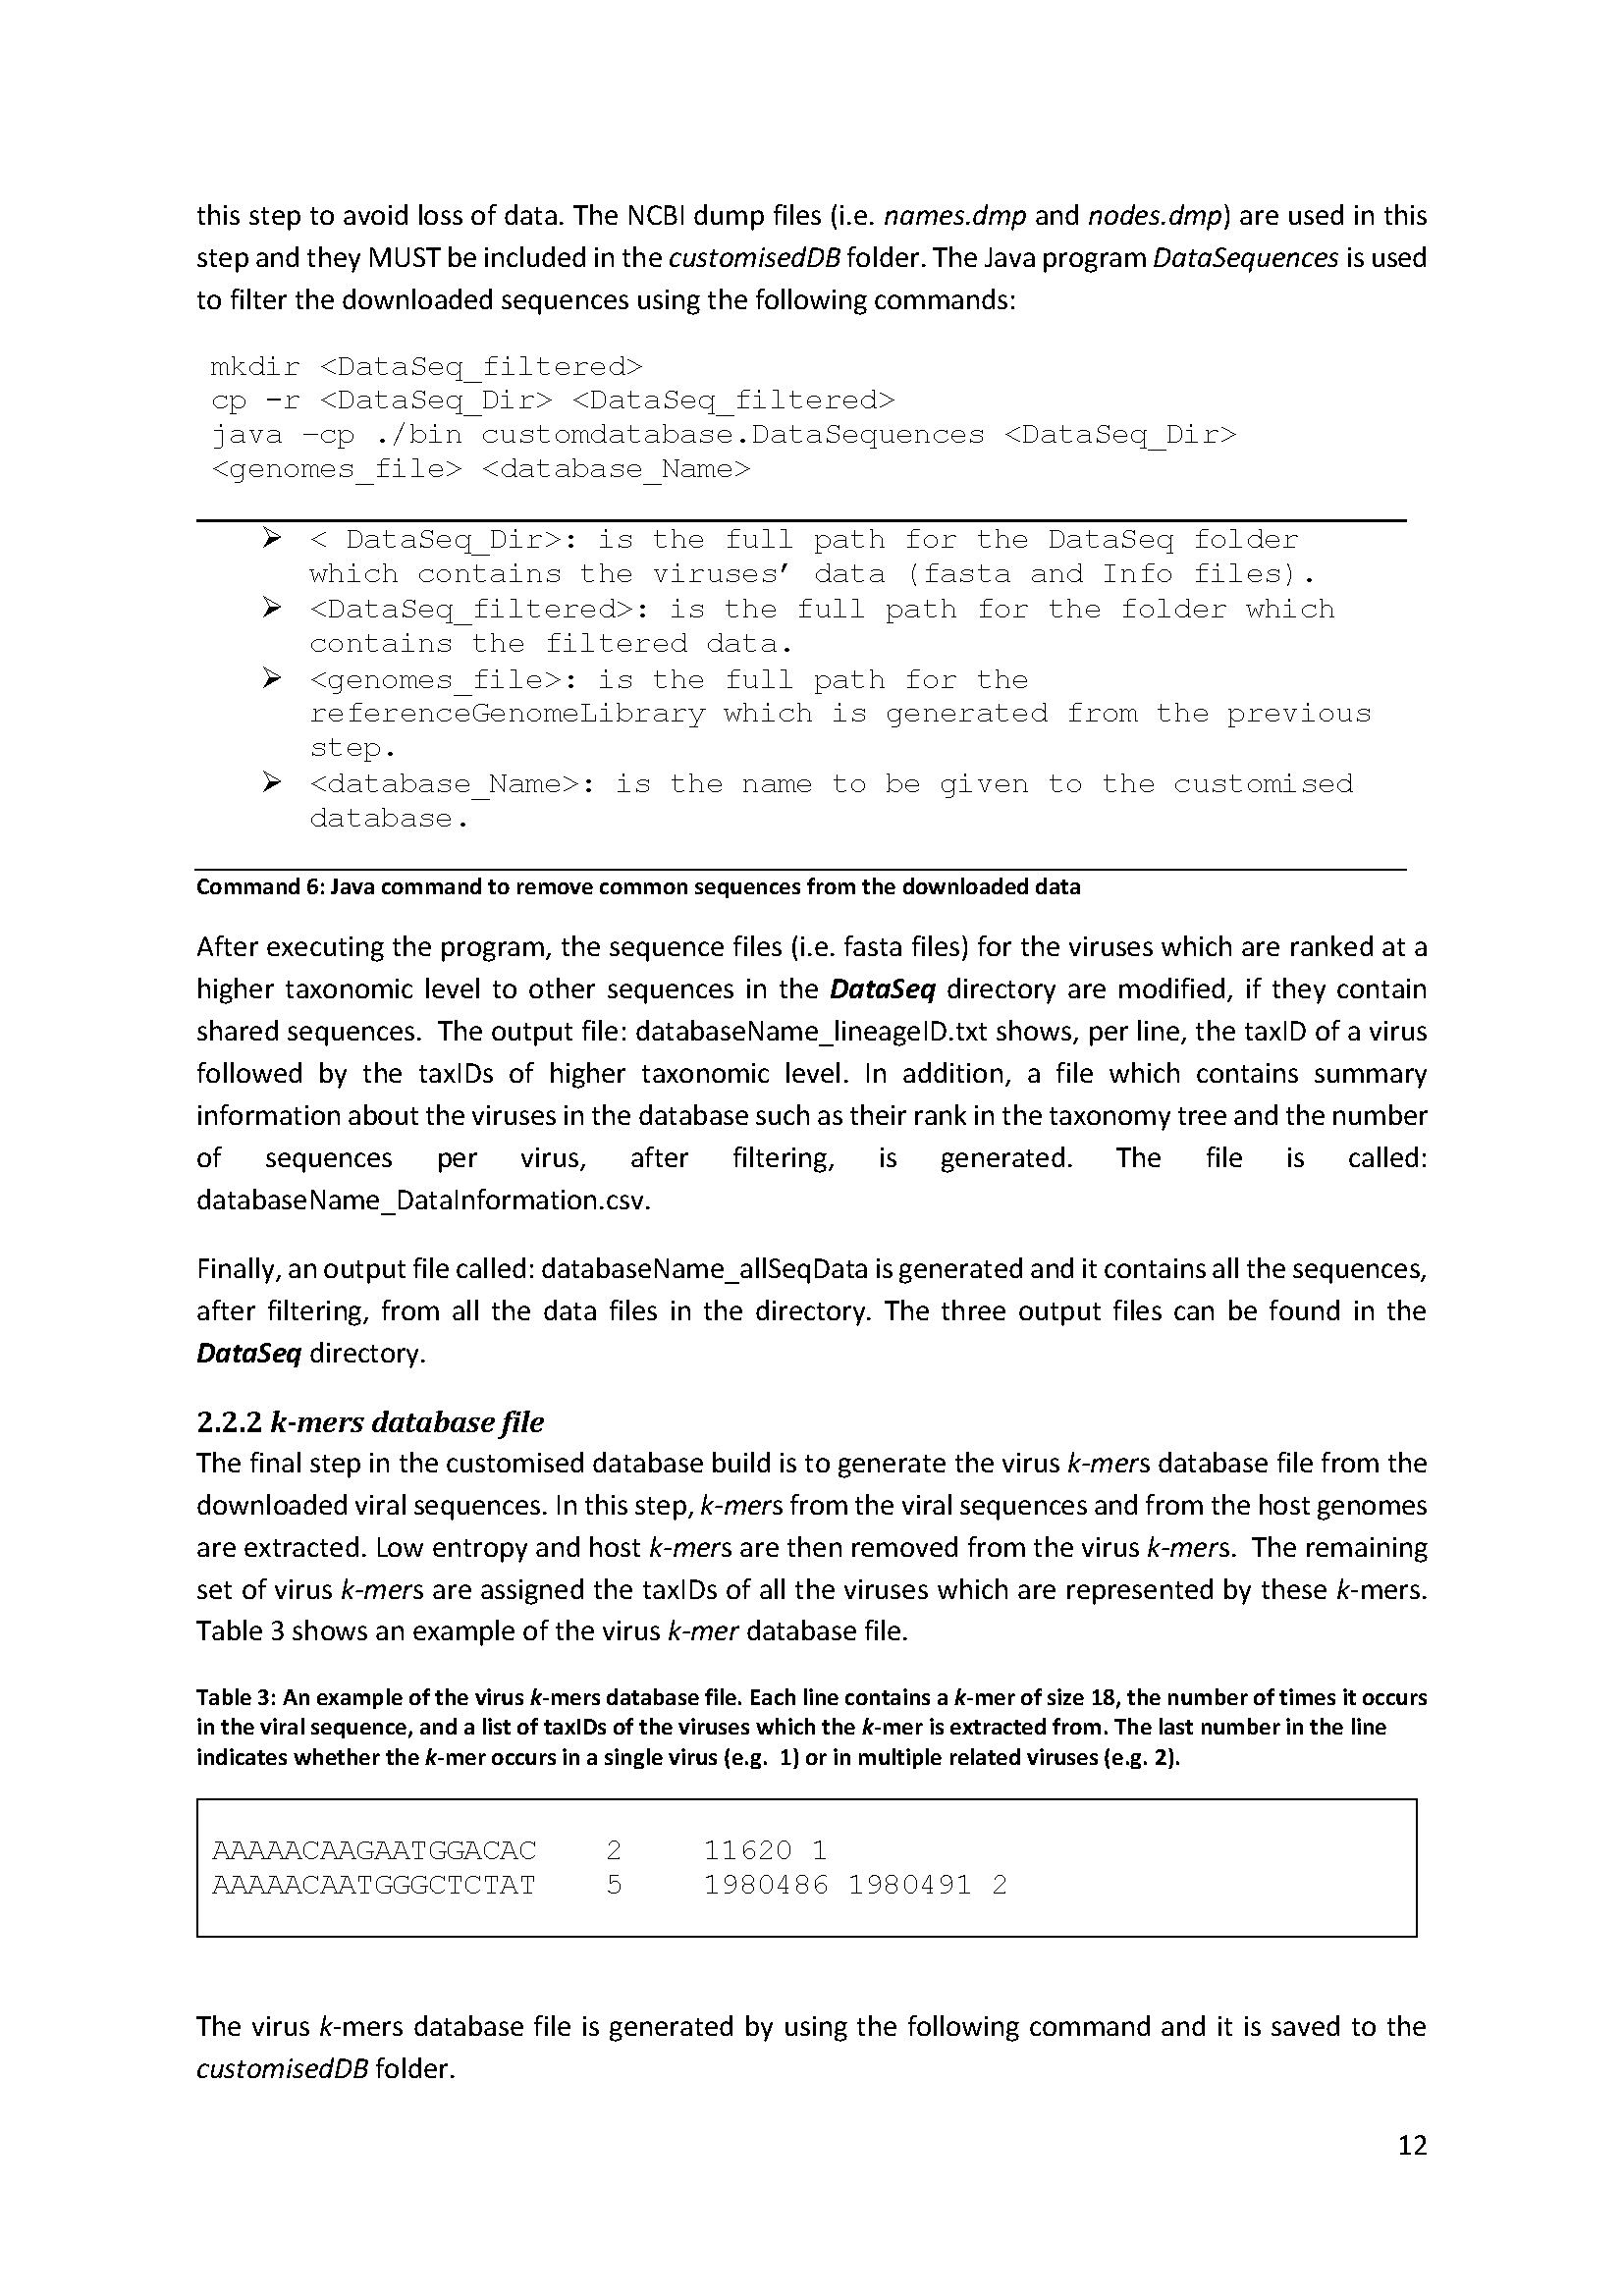 this step to avoid loss of data. The NCBI dump files (i.e. names.dmp and nodes.dmp) are used in this
step and they MUST be included in the customisedDB folder. The Java program DataSequences is used
to filter the downloaded sequences using the following commands:
mkdir <DataSeq_filtered>
cp -r <DataSeq_Dir> <DataSeq_filtered>
java –cp ./bin customdatabase.DataSequences <DataSeq_Dir>
<genomes_file> <database_Name>
➢ < DataSeq_Dir>: is the full path for the DataSeq folder
which contains the viruses’ data (fasta and Info files).
➢ <DataSeq_filtered>: is the full path for the folder which
contains the filtered data.
➢ <genomes_file>: is the full path for the
referenceGenomeLibrary which is generated from the previous
step.
➢ <database_Name>: is the name to be given to the customised
database.
Command 6: Java command to remove common sequences from the downloaded data
After executing the program, the sequence files (i.e. fasta files) for the viruses which are ranked at a
higher taxonomic level to other sequences in the DataSeq directory are modified, if they contain
shared sequences. The output file: databaseName_lineageID.txt shows, per line, the taxID of a virus
followed by the taxIDs of higher taxonomic level. In addition, a file which contains summary
information about the viruses in the database such as their rank in the taxonomy tree and the number
of sequences per virus, after filtering, is generated. The file is called:
databaseName_DataInformation.csv.
Finally, an output file called: databaseName_allSeqData is generated and it contains all the sequences,
after filtering, from all the data files in the directory. The three output files can be found in the
DataSeq directory.
2.2.2 k-mers database file
The final step in the customised database build is to generate the virus k-mers database file from the
downloaded viral sequences. In this step, k-mers from the viral sequences and from the host genomes
are extracted. Low entropy and host k-mers are then removed from the virus k-mers. The remaining
set of virus k-mers are assigned the taxIDs of all the viruses which are represented by these k-mers.
Table 3 shows an example of the virus k-mer database file.
Table 3: An example of the virus k-mers database file. Each line contains a k-mer of size 18, the number of times it occurs
in the viral sequence, and a list of taxIDs of the viruses which the k-mer is extracted from. The last number in the line
indicates whether the k-mer occurs in a single virus (e.g. 1) or in multiple related viruses (e.g. 2).
AAAAACAAGAATGGACAC 2 11620 1
AAAAACAATGGGCTCTAT 5 1980486 1980491 2
The virus k-mers database file is generated by using the following command and it is saved to the
customisedDB folder.
12